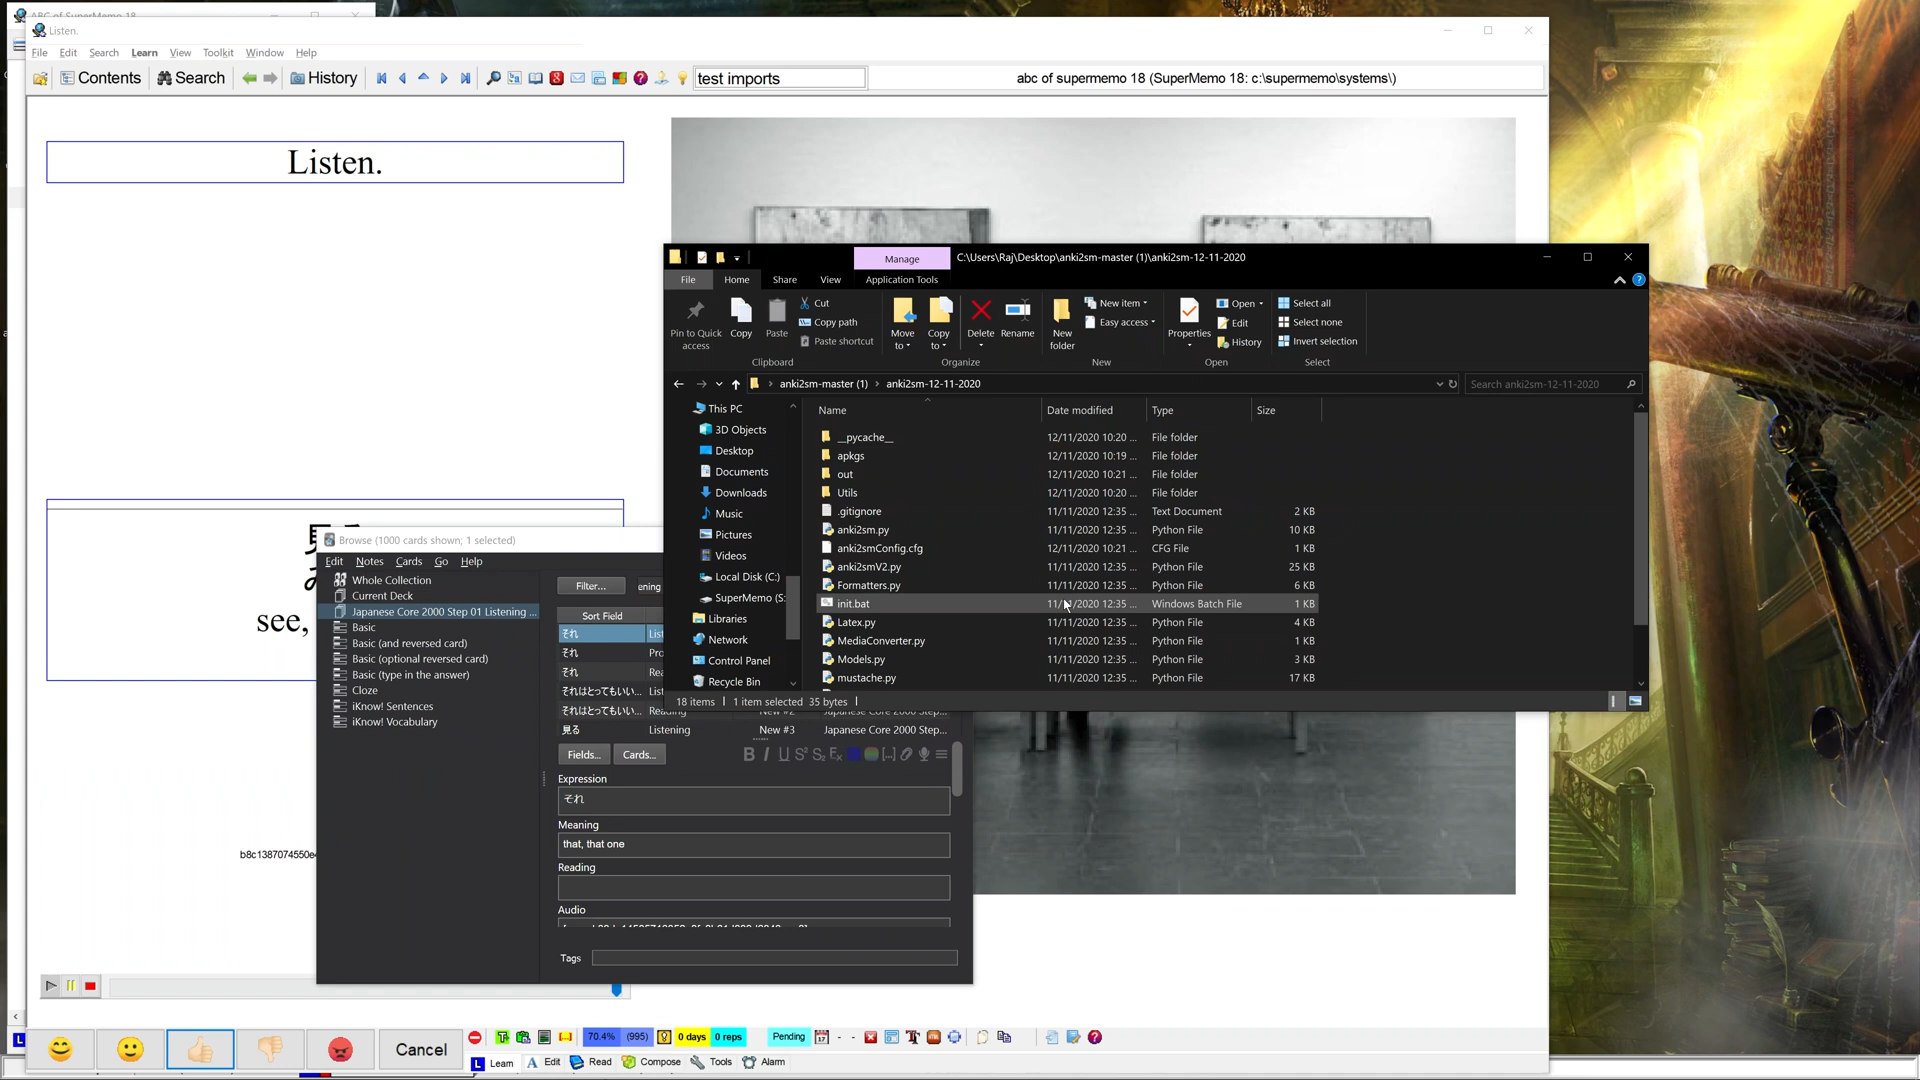 ABC of SuperMemo 18
Listen.
File Edit Search Learn View Toolkit Window Help
Contents Search History test imports abc of supermemo 18 (SuperMemo 18: c:\supermemo\systems\)
Listen.
see,
b8c1387074550e
Manage C:\Users\Raj\Desktop\anki2sm-master (1)\anki2sm-12-11-2020
File Home Share View Application Tools
Pin to Quick access
Copy
Paste
Cut
Copy path
Paste shortcut
Clipboard
Move to
Copy to
Delete
Rename
Organize
New folder
New item
Easy access
New
Properties
Open
Edit
History
Open
Select all
Select none
Invert selection
Select
anki2sm-master (1) › anki2sm-12-11-2020
Search anki2sm-12-11-2020
This PC
3D Objects
Desktop
Documents
Downloads
Music
Pictures
Videos
Local Disk (C:)
SuperMemo (S:
Libraries
Network
Control Panel
Recycle Bin
Name Date modified Type Size
__pycache__ 12/11/2020 10:20 ... File folder
apkgs 12/11/2020 10:19 ... File folder
out 12/11/2020 10:21 ... File folder
Utils 12/11/2020 10:20 ... File folder
.gitignore 11/11/2020 12:35 ... Text Document 2 KB
anki2sm.py 11/11/2020 12:35 ... Python File 10 KB
anki2smConfig.cfg 12/11/2020 10:21 ... CFG File 1 KB
anki2smV2.py 11/11/2020 12:35 ... Python File 25 KB
Formatters.py 11/11/2020 12:35 ... Python File 6 KB
init.bat 11/11/2020 12:35 ... Windows Batch File 1 KB
Latex.py 11/11/2020 12:35 ... Python File 4 KB
MediaConverter.py 11/11/2020 12:35 ... Python File 1 KB
Models.py 11/11/2020 12:35 ... Python File 3 KB
mustache.py 11/11/2020 12:35 ... Python File 17 KB
18 items 1 item selected 35 bytes
Browse (1000 cards shown; 1 selected)
Edit Notes Cards Go Help
Whole Collection
Current Deck
Japanese Core 2000 Step 01 Listening ...
Basic
Basic (and reversed card)
Basic (optional reversed card)
Basic (type in the answer)
Cloze
iKnow! Sentences
iKnow! Vocabulary
Filter... ening
Sort Field
それ List
それ Pro
それ Rea
それはとってもいい... List
それはとってもいい... Reading New #2 Japanese Core 2000 Step...
見る Listening New #3 Japanese Core 2000 Step...
Fields... Cards...
Expression
それ
Meaning
that, that one
Reading
Audio
Tags
Cancel
70.4% (995) 0 days 0 reps Pending - -
Learn Edit Read Compose Tools Alarm